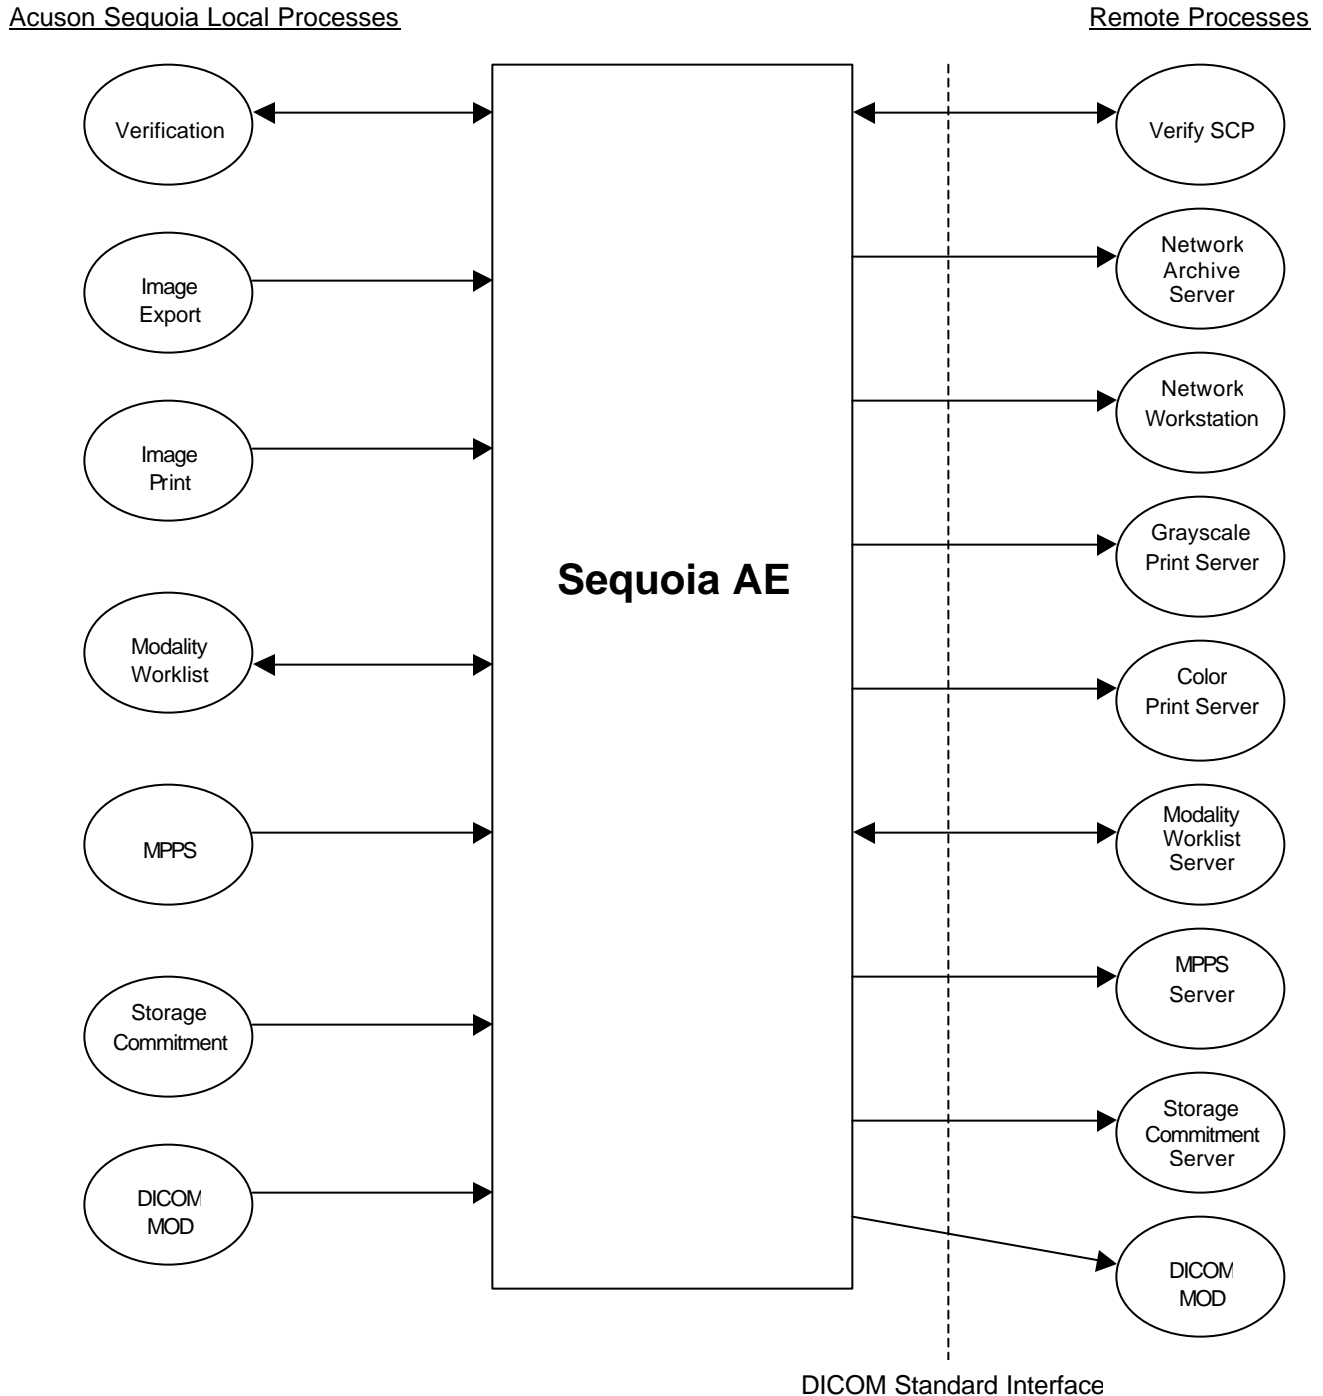 Acuson Sequoia Local Processes
Remote Processes
Verification
Image
Export
Image
Print
Modality
Worklist
MPPS
Storage
Commitment
DICOM
MOD
Sequoia AE
Verify SCP
Network
Archive
Server
Network
Workstation
Grayscale
Print Server
Color
Print Server
Modality
Worklist
Server
MPPS
Server
Storage
Commitment
Server
DICOM
MOD
DICOM Standard Interface